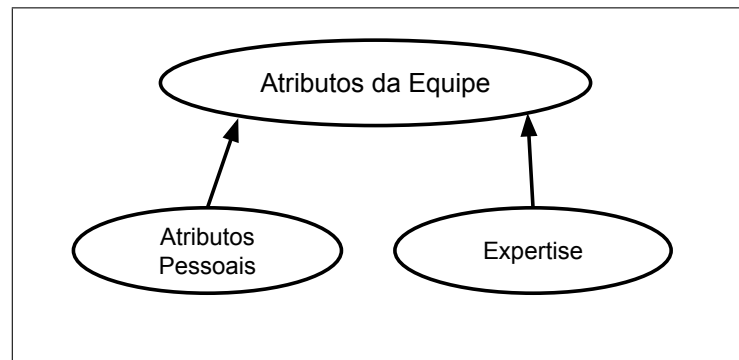 Atributos da Equipe
Atributos
Pessoais
Expertise